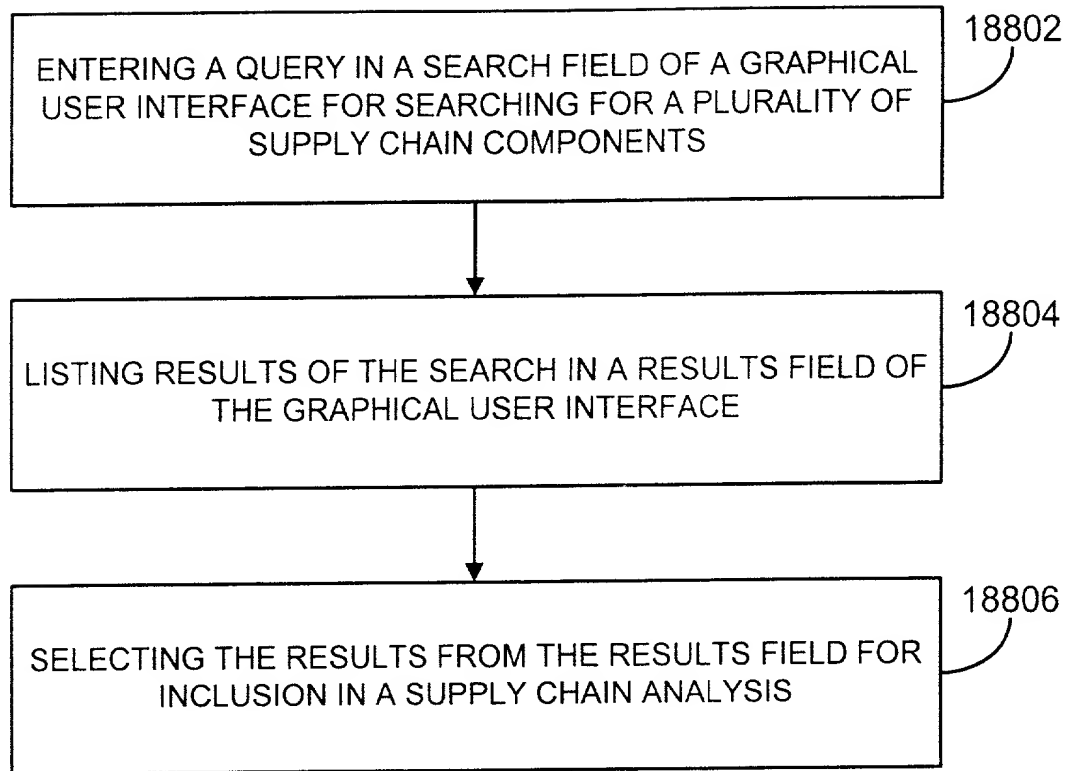 18802
ENTERING A QUERY IN A SEARCH FIELD OF A GRAPHICAL
USER INTERFACE FOR SEARCHING FOR A PLURALITY OF
SUPPLY CHAIN COMPONENTS
18804
LISTING RESULTS OF THE SEARCH IN A RESULTS FIELD OF
THE GRAPHICAL USER INTERFACE
18806
SELECTING THE RESULTS FROM THE RESULTS FIELD FOR
INCLUSION IN A SUPPLY CHAIN ANALYSIS